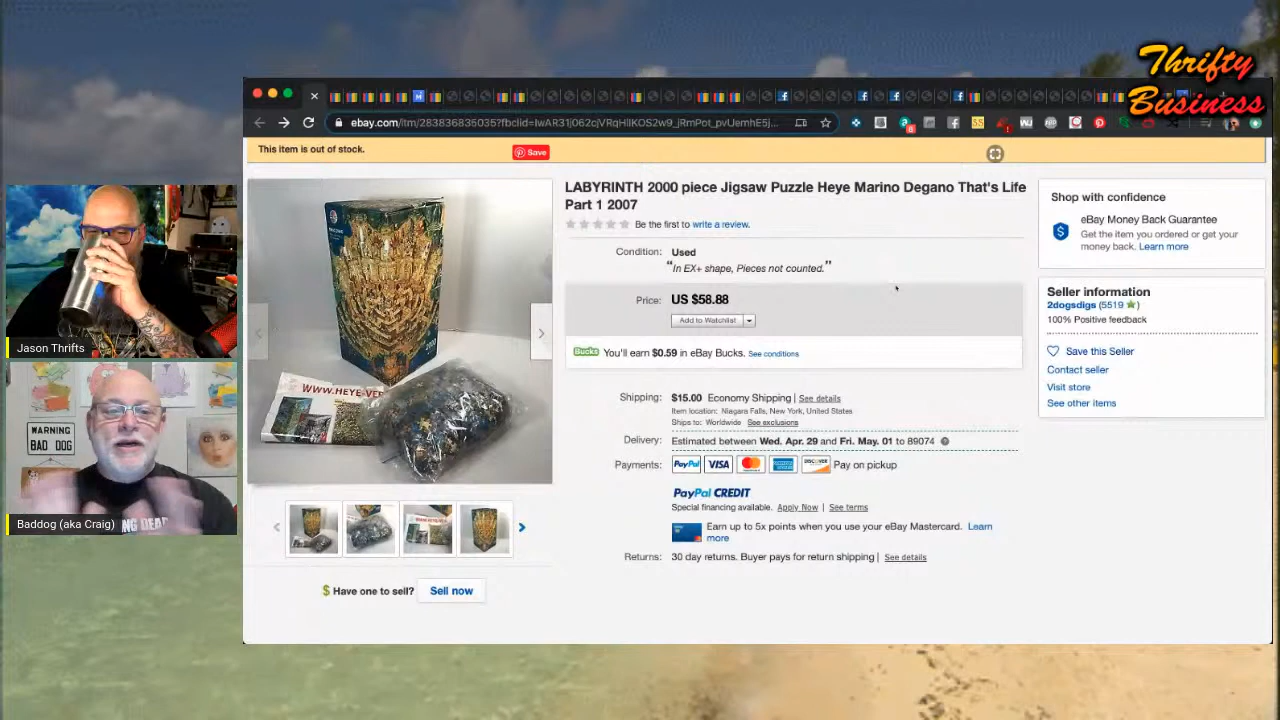 Thrifty
Business
ebay.com/itm/283836835035?fbclid=IwAR31j062cjVRqHlIKOS2w9_jRmPot_pvUemhE5j...
This item is out of stock.
Save
LABYRINTH 2000 piece Jigsaw Puzzle Heye Marino Degano That's Life
Part 1 2007
Be the first to write a review.
Condition: Used
"In EX+ shape, Pieces not counted."
Price: US $58.88
Add to Watchlist
Bucks You'll earn $0.59 in eBay Bucks. See conditions
Shipping: $15.00 Economy Shipping | See details
Item location: Niagara Falls, New York, United States
Ships to: Worldwide See exclusions
Delivery: Estimated between Wed. Apr. 29 and Fri. May. 01 to 89074
Payments: PayPal VISA DISCOVER Pay on pickup
PayPal CREDIT
Special financing available. Apply Now | See terms
Earn up to 5x points when you use your eBay Mastercard. Learn
more
Returns: 30 day returns. Buyer pays for return shipping | See details
Shop with confidence
eBay Money Back Guarantee
Get the item you ordered or get your
money back. Learn more
Seller information
2dogsdigs (5519)
100% Positive feedback
Save this Seller
Contact seller
Visit store
See other items
WWW.HEYE-VER
2000
$ Have one to sell? Sell now
Jason Thrifts
WARNING
BAD DOG
Baddog (aka Craig)